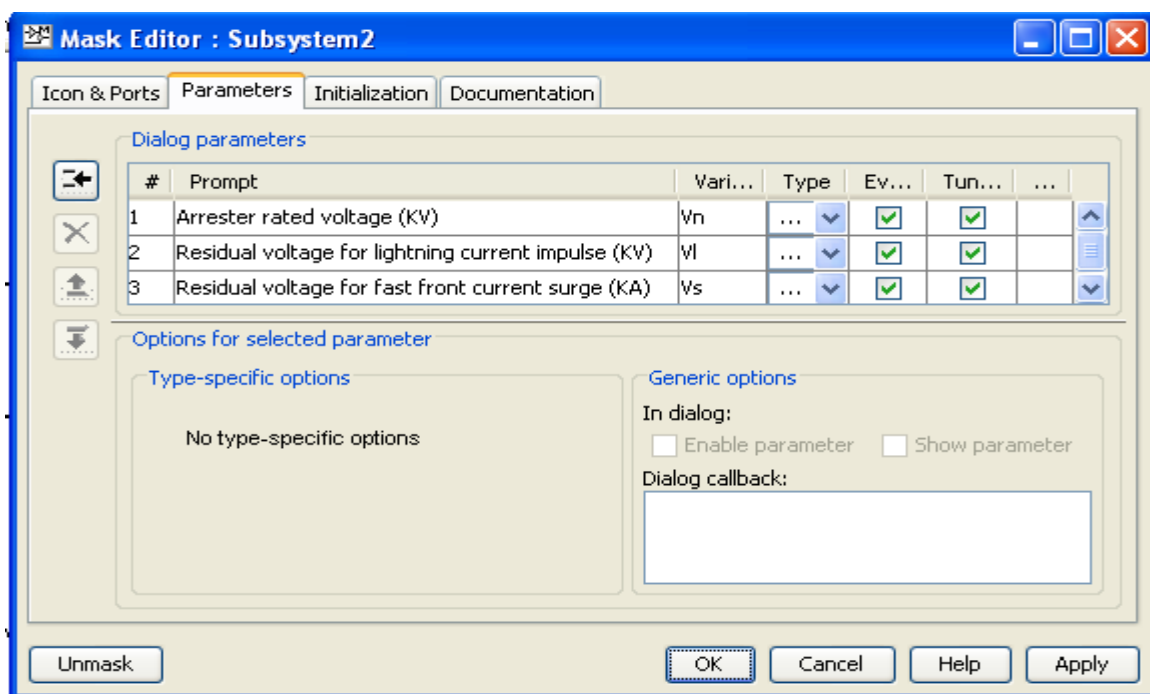 Mask Editor : Subsystem2
Icon & Ports Parameters Initialization Documentation
Dialog parameters
# Prompt Vari... Type Ev... Tun... ...
1 Arrester rated voltage (KV) Vn ...
2 Residual voltage for lightning current impulse (KV) Vl ...
3 Residual voltage for fast front current surge (KA) Vs ...
Options for selected parameter
Type-specific options
No type-specific options
Generic options
In dialog:
Enable parameter Show parameter
Dialog callback:
Unmask OK Cancel Help Apply